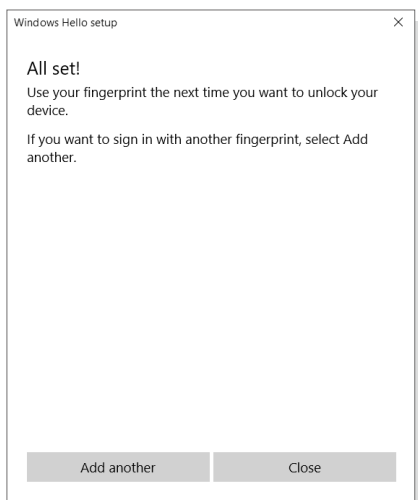 Windows Hello setup
All set!
Use your fingerprint the next time you want to unlock your
device.
If you want to sign in with another fingerprint, select Add
another.
Add another
Close